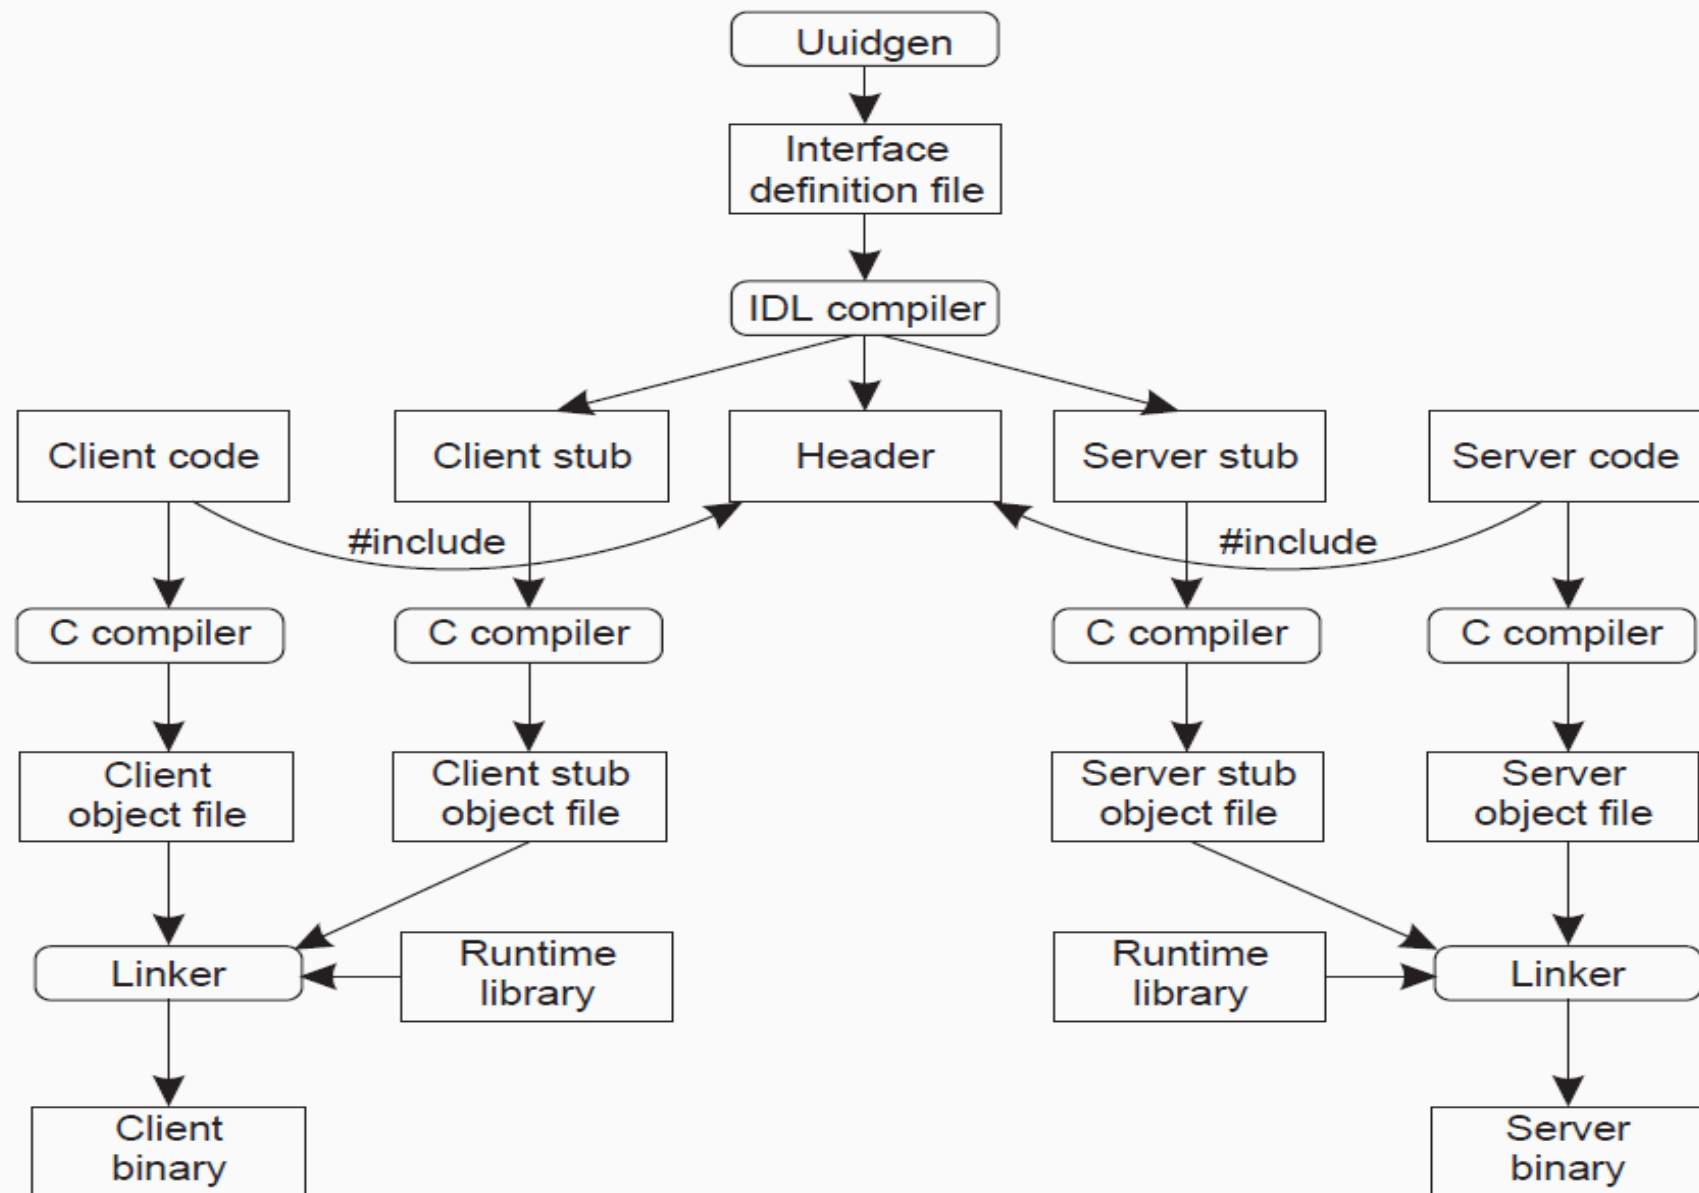 Uuidgen
Interface
definition file
IDL compiler
Client code
Client stub
Header
Server stub
Server code
#include
#include
C compiler
C compiler
C compiler
C compiler
Client
object file
Client stub
object file
Server stub
object file
Server
object file
Linker
Runtime
library
Runtime
library
Linker
Client
binary
Server
binary